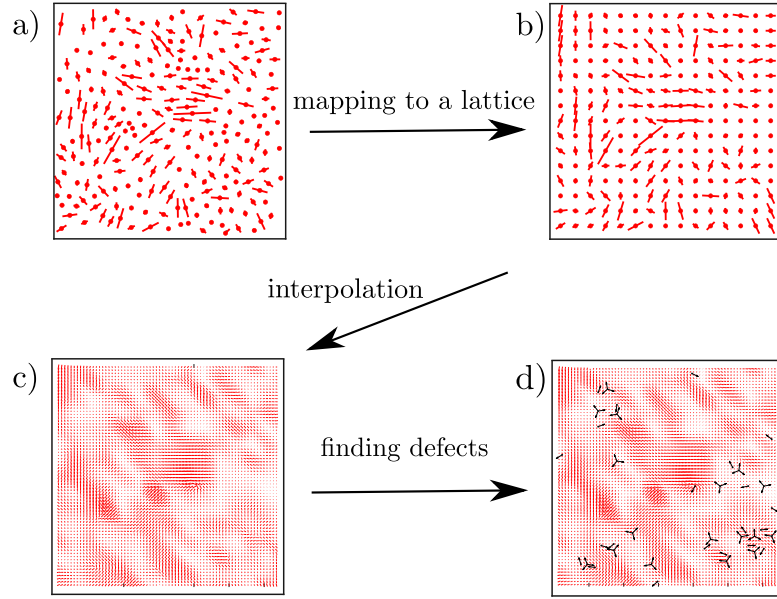 a)
b)
mapping to a lattice
interpolation
c)
d)
finding defects